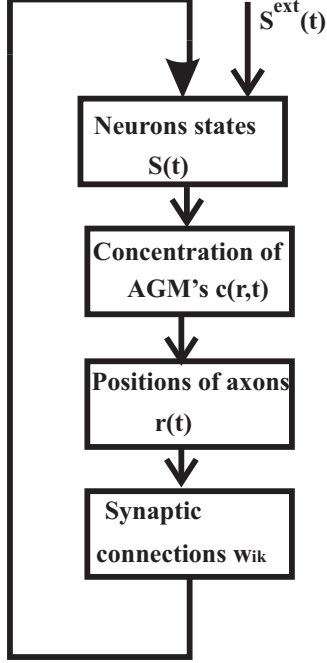 S^ext(t)
Neurons states
S(t)
Concentration of
AGM's c(r,t)
Positions of axons
r(t)
Synaptic
connections wik